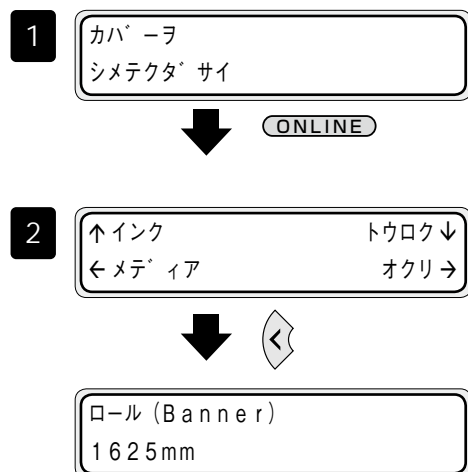 1
カバーヲ
シメテクダサイ
ONLINE
2
↑インク トウロク↓
←メディア オクリ→
ロール(Banner)
1625mm